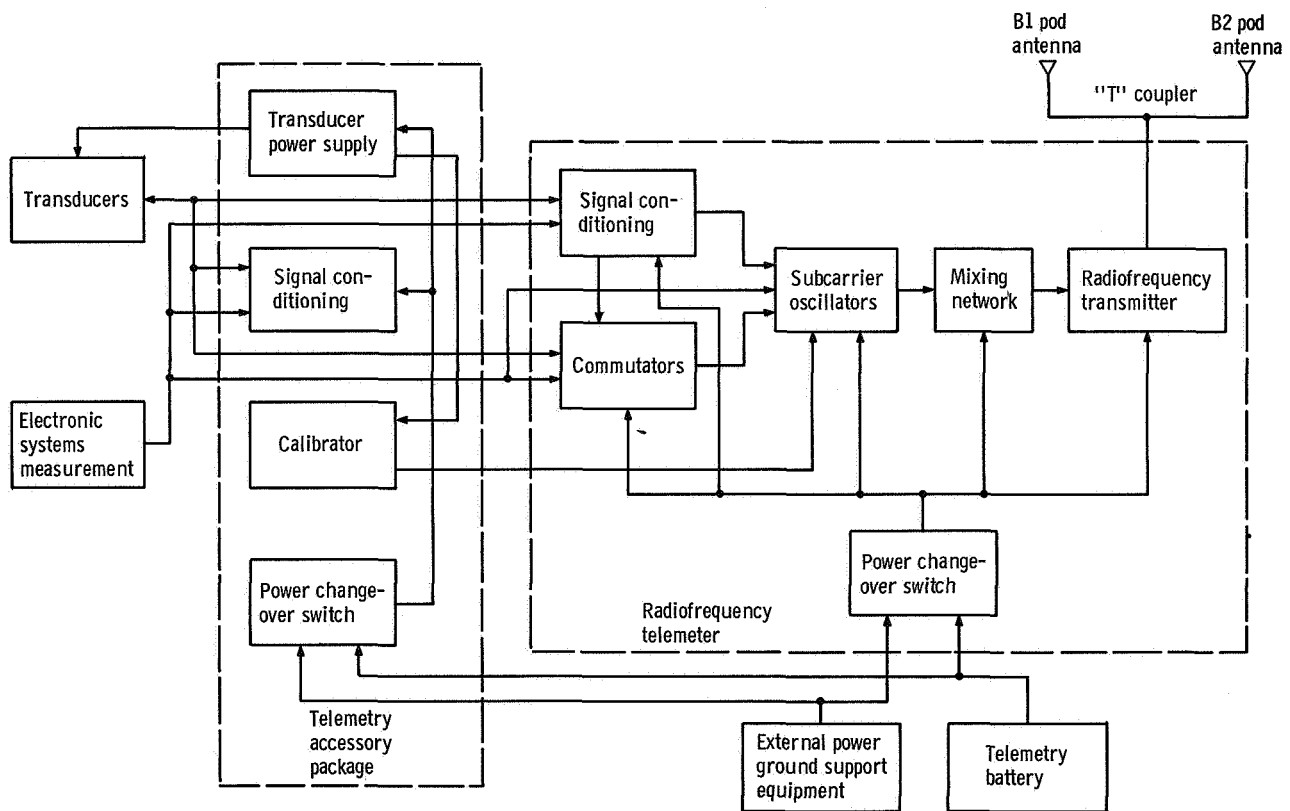 B1 pod
antenna
B2 pod
antenna
"T" coupler
Transducer
power supply
Transducers
Signal con-
ditioning
Signal con-
ditioning
Subcarrier
oscillators
Mixing
network
Radiofrequency
transmitter
Commutators
Electronic
systems
measurement
Calibrator
Power change-
over switch
Power change-
over switch
Radiofrequency
telemeter
Telemetry
accessory
package
External power
ground support
equipment
Telemetry
battery